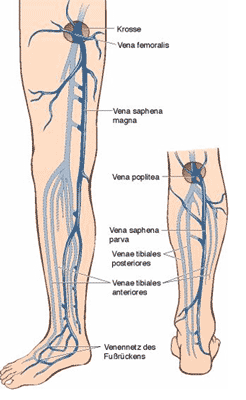 Krosse
Vena femoralis
Vena saphena
magna
Vena poplitea
Vena saphena
parva
Venae tibiales
posteriores
Venae tibiales
anteriores
Venennetz des
Fußrückens